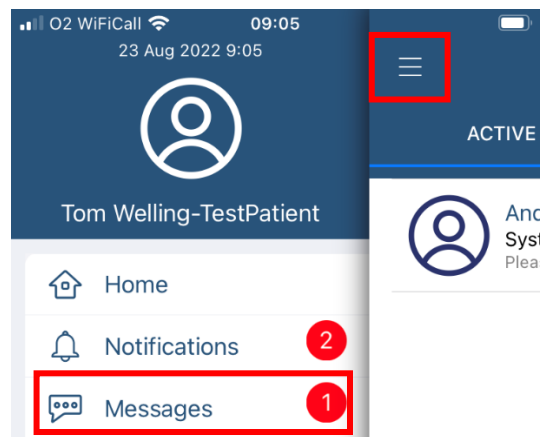 O2 WiFiCall 09:05
23 Aug 2022 9:05
Tom Welling-TestPatient
Home
Notifications 2
Messages 1
ACTIVE
And
Syst
Plea